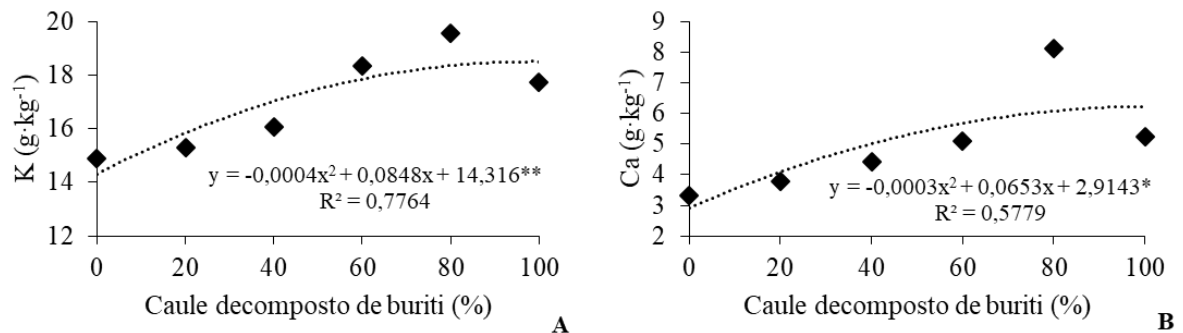 20
18
16
14
12
K (g·kg⁻¹)
y = -0,0004x² + 0,0848x + 14,316**
R² = 0,7764
0 20 40 60 80 100
Caule decomposto de buriti (%)
A
9
8
7
6
5
4
3
2
Ca (g·kg⁻¹)
y = -0,0003x² + 0,0653x + 2,9143*
R² = 0,5779
0 20 40 60 80 100
Caule decomposto de buriti (%)
B